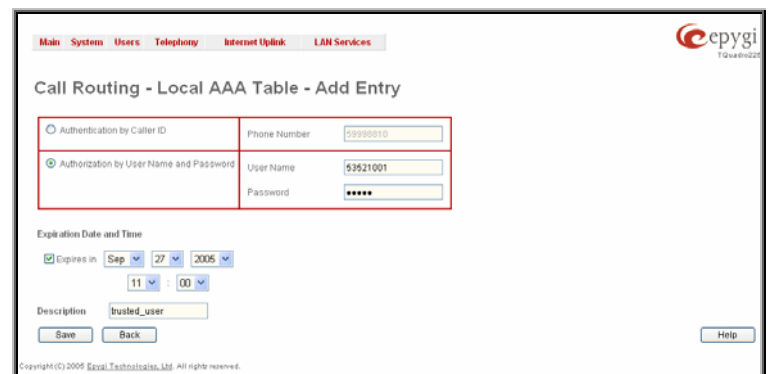 Main System Users Telephony Internet Uplink LAN Services
epygi
TQuadro225
Call Routing - Local AAA Table - Add Entry
Authentication by Caller ID Phone Number 59998810
Authorization by User Name and Password User Name 53521001
Password •••••
Expiration Date and Time
Expires in Sep 27 2005
11 : 00
Description trusted_user
Save Back Help
Copyright (C) 2005 Epygi Technologies, Ltd. All rights reserved.